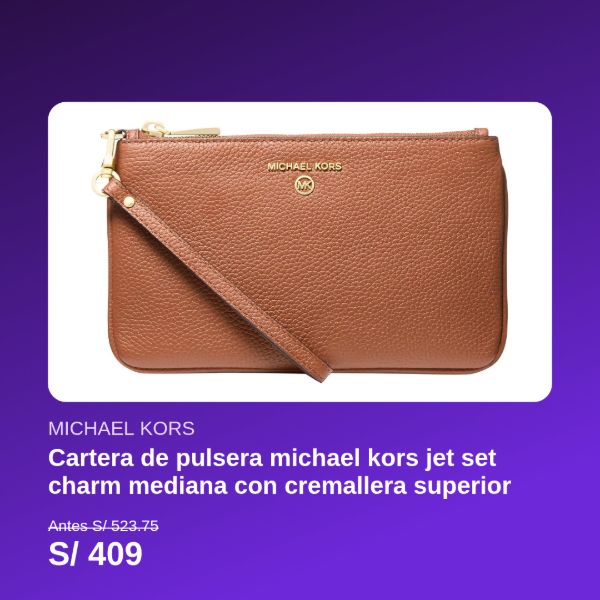 MICHAEL KORS
MK
MICHAEL KORS
Cartera de pulsera michael kors jet set
charm mediana con cremallera superior
Antes S/ 523.75
S/ 409